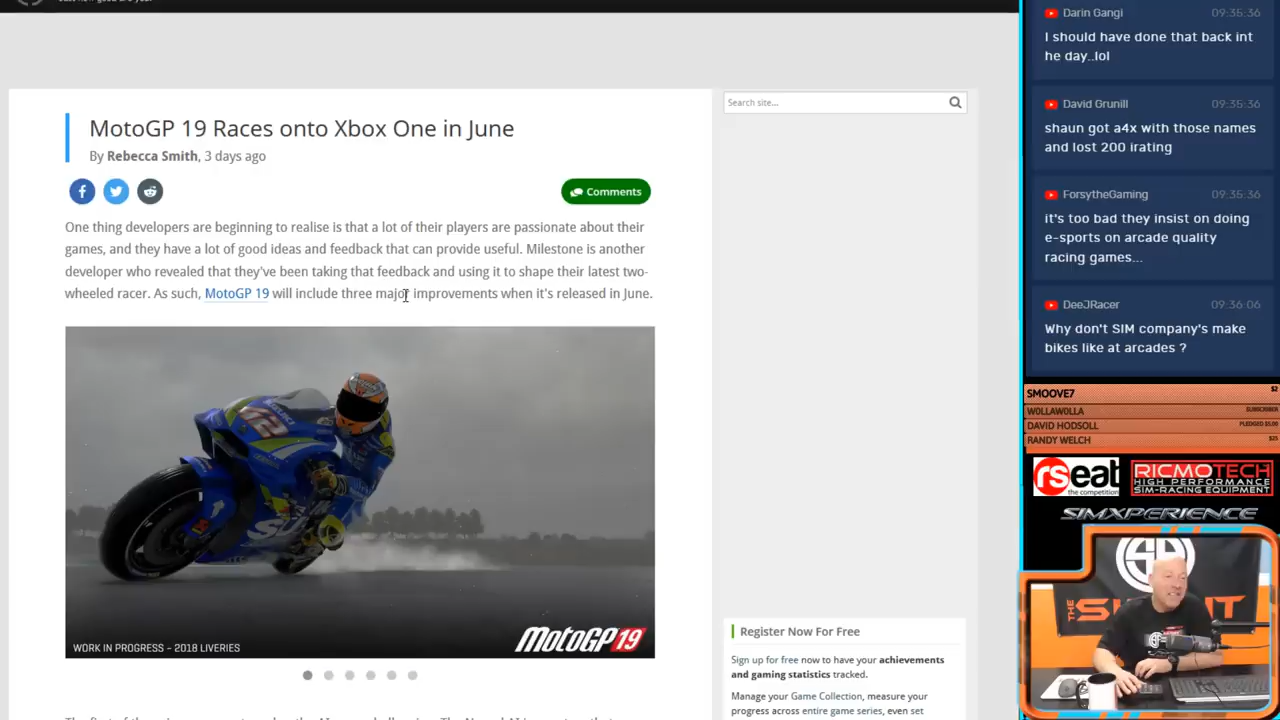 MotoGP 19 Races onto Xbox One in June
By Rebecca Smith, 3 days ago
Comments
One thing developers are beginning to realise is that a lot of their players are passionate about their
games, and they have a lot of good ideas and feedback that can provide useful. Milestone is another
developer who revealed that they've been taking that feedback and using it to shape their latest two-
wheeled racer. As such, MotoGP 19 will include three major improvements when it's released in June.
WORK IN PROGRESS – 2018 LIVERIES
MOTOGP19
Search site...
Register Now For Free
Sign up for free now to have your achievements
and gaming statistics tracked.
Manage your Game Collection, measure your
progress across entire game series, even set
Darin Gangi
09:35:36
I should have done that back int
he day..lol
David Grunill
09:35:36
shaun got a4x with those names
and lost 200 irating
ForsytheGaming
09:35:36
it's too bad they insist on doing
e-sports on arcade quality
racing games...
DeeJRacer
09:36:06
Why don't SIM company's make
bikes like at arcades ?
SMOOVE7
$2
W0LLAW0LLA
SUBSCRIBER
DAVID HODSOLL
PLEDGED $5.00
RANDY WELCH
$25
rseat
the competition
RICMOTECH
HIGH PERFORMANCE
SIM-RACING EQUIPMENT
SIMXPERIENCE